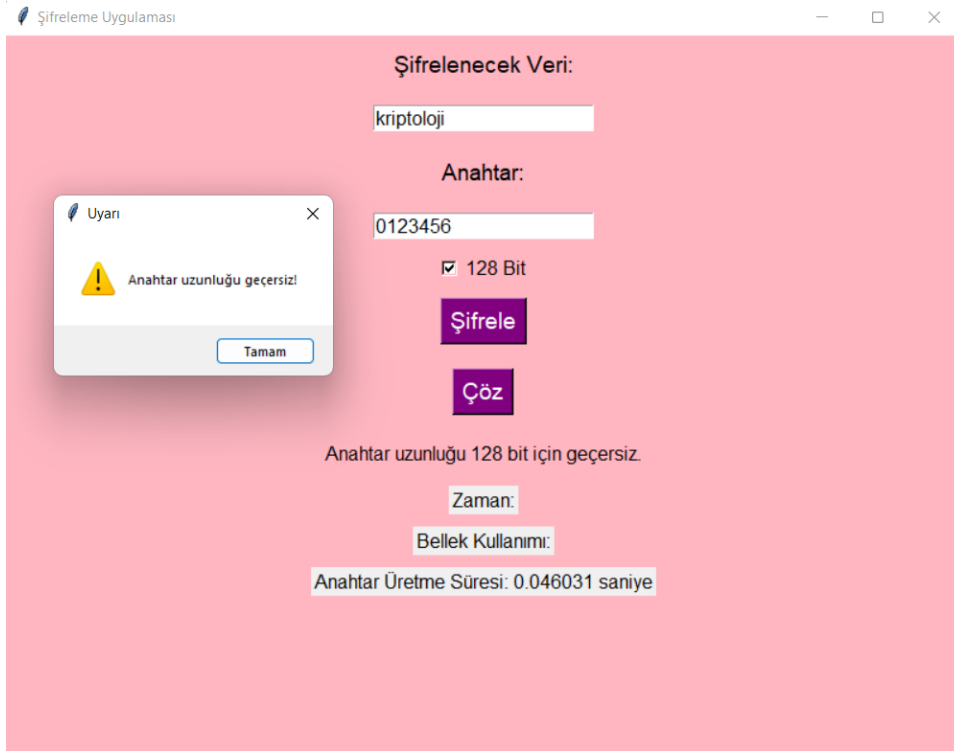 Şifreleme Uygulaması
Şifrelenecek Veri:
kriptoloji
Anahtar:
0123456
128 Bit
Şifrele
Çöz
Anahtar uzunluğu 128 bit için geçersiz.
Zaman:
Bellek Kullanımı:
Anahtar Üretme Süresi: 0.046031 saniye
Uyarı
Anahtar uzunluğu geçersiz!
Tamam